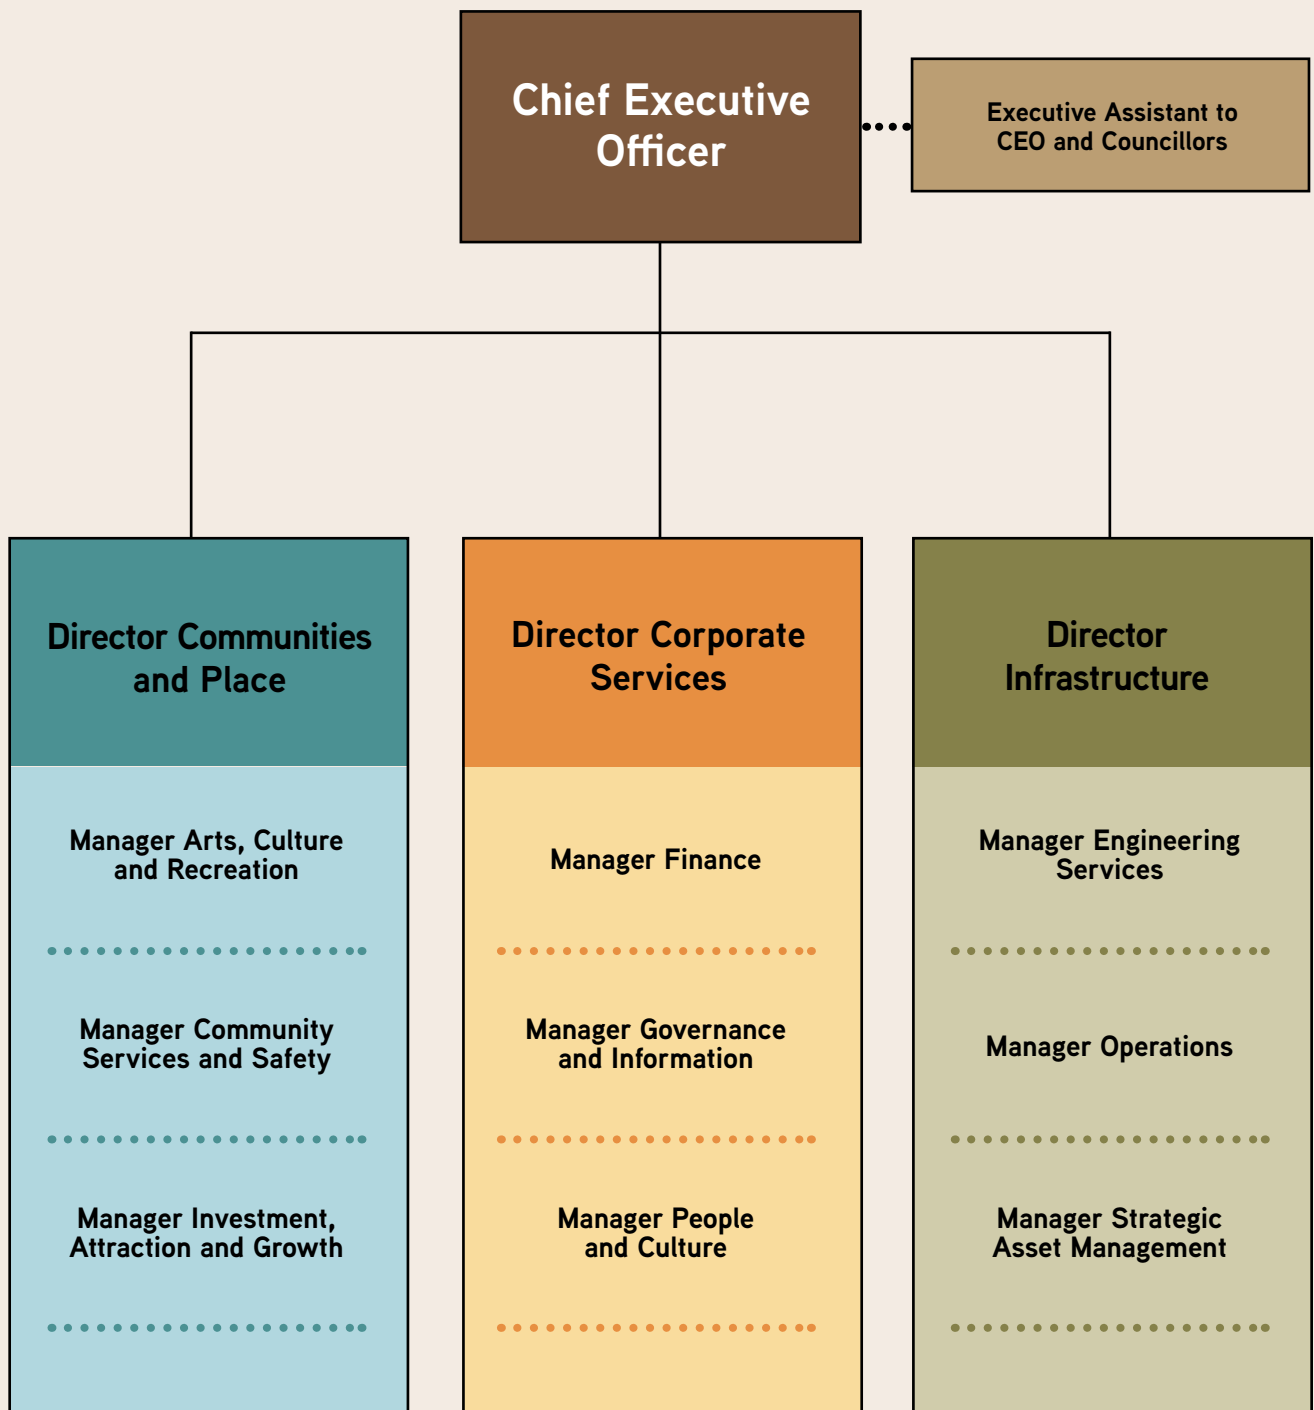 Chief Executive
Officer
Executive Assistant to
CEO and Councillors
Director Communities
and Place
Manager Arts, Culture
and Recreation
Manager Community
Services and Safety
Manager Investment,
Attraction and Growth
Director Corporate
Services
Manager Finance
Manager Governance
and Information
Manager People
and Culture
Director
Infrastructure
Manager Engineering
Services
Manager Operations
Manager Strategic
Asset Management